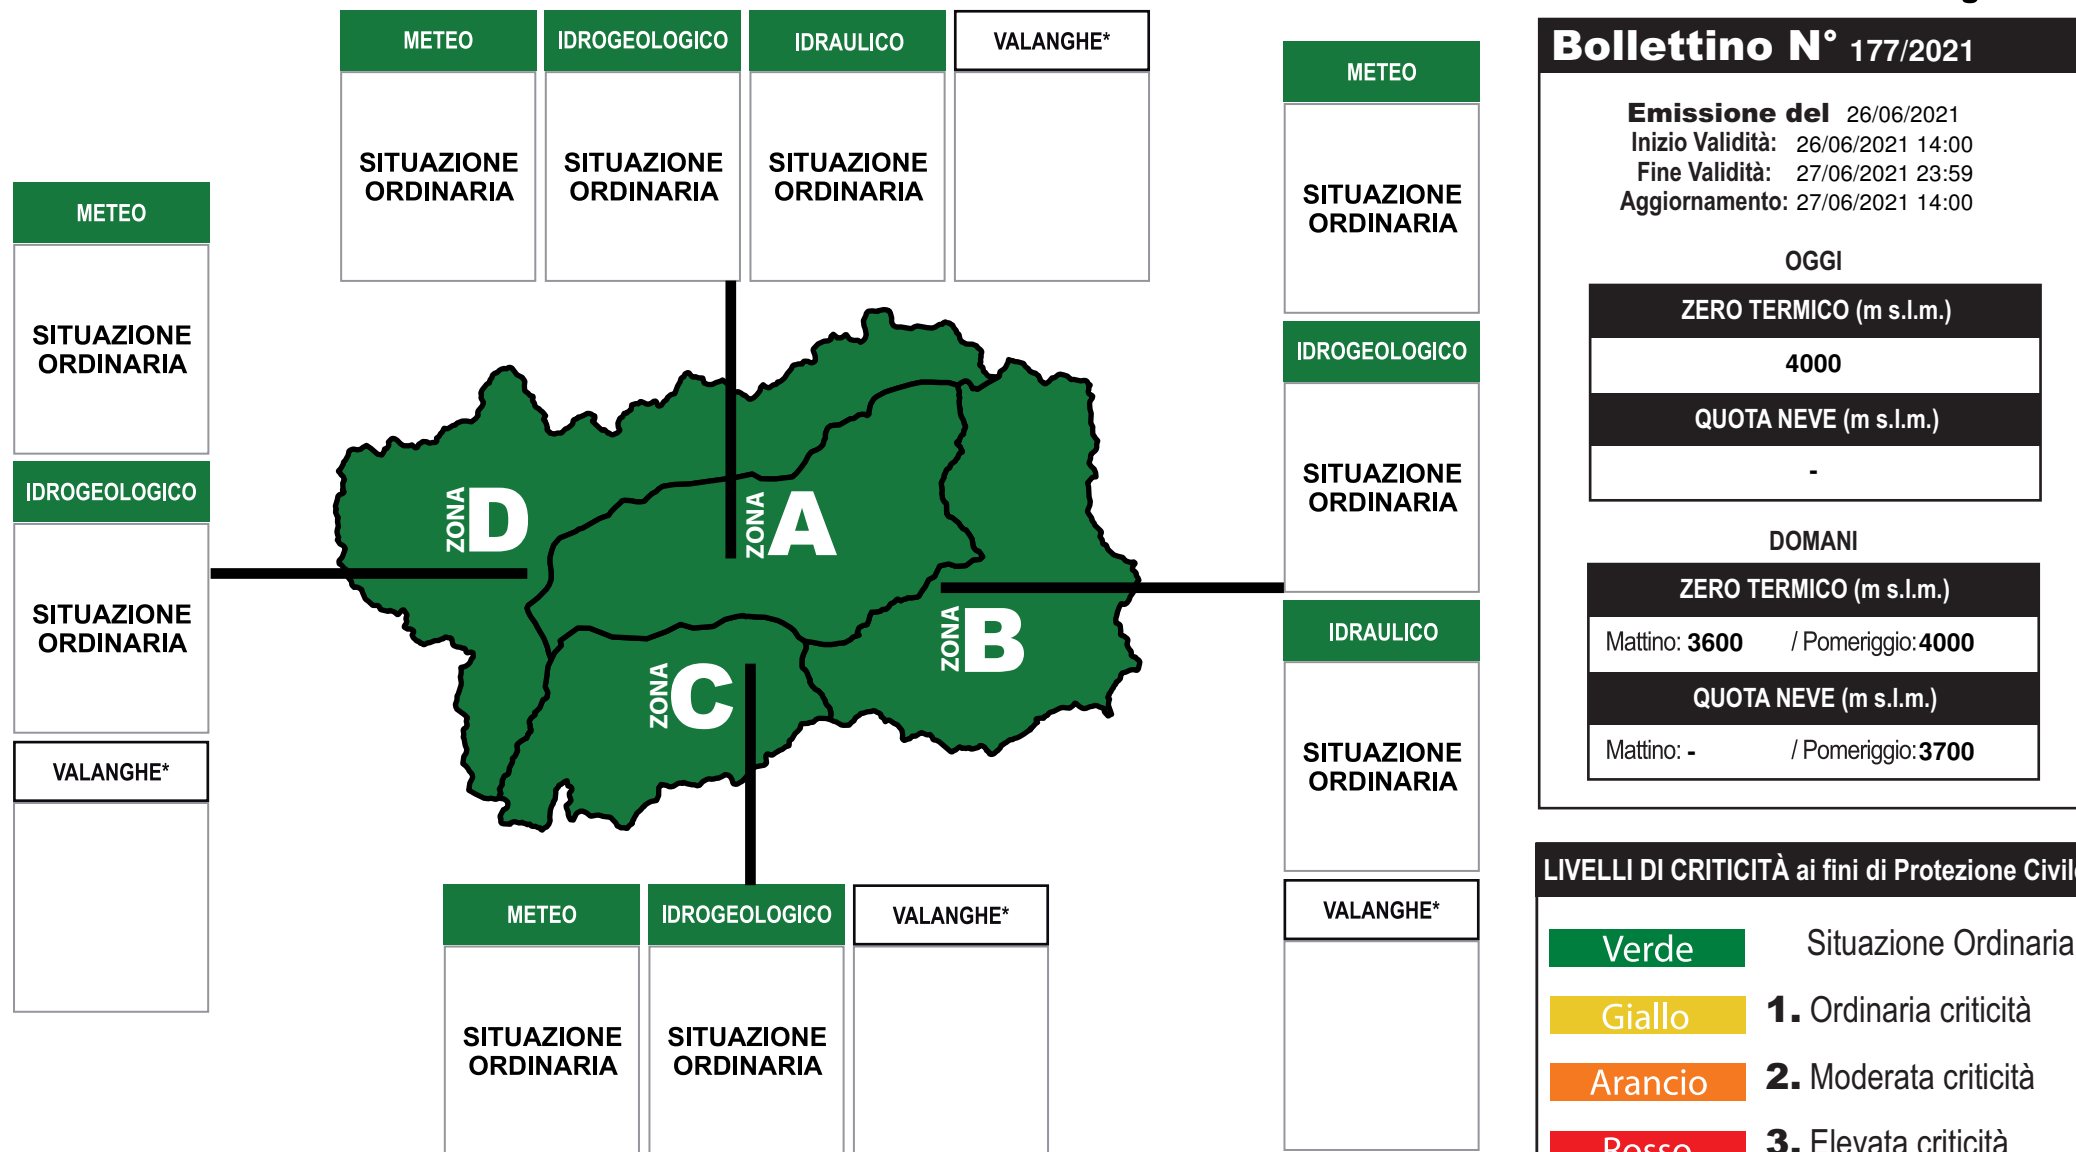 METEO IDROGEOLOGICO IDRAULICO VALANGHE*
SITUAZIONE ORDINARIA
SITUAZIONE ORDINARIA
SITUAZIONE ORDINARIA
METEO
SITUAZIONE
ORDINARIA
IDROGEOLOGICO
SITUAZIONE
ORDINARIA
VALANGHE*
ZONA D
ZONA A
ZONA B
ZONA C
METEO
SITUAZIONE
ORDINARIA
IDROGEOLOGICO
SITUAZIONE
ORDINARIA
IDRAULICO
SITUAZIONE
ORDINARIA
VALANGHE*
METEO IDROGEOLOGICO VALANGHE*
SITUAZIONE ORDINARIA
SITUAZIONE ORDINARIA
Bollettino N° 177/2021
Emissione del 26/06/2021
Inizio Validità: 26/06/2021 14:00
Fine Validità: 27/06/2021 23:59
Aggiornamento: 27/06/2021 14:00
OGGI
ZERO TERMICO (m s.l.m.)
4000
QUOTA NEVE (m s.l.m.)
-
DOMANI
ZERO TERMICO (m s.l.m.)
Mattino: 3600 / Pomeriggio: 4000
QUOTA NEVE (m s.l.m.)
Mattino: - / Pomeriggio: 3700
LIVELLI DI CRITICITÀ ai fini di Protezione Civile
Verde Situazione Ordinaria
Giallo 1. Ordinaria criticità
Arancio 2. Moderata criticità
Rosso 3. Elevata criticità